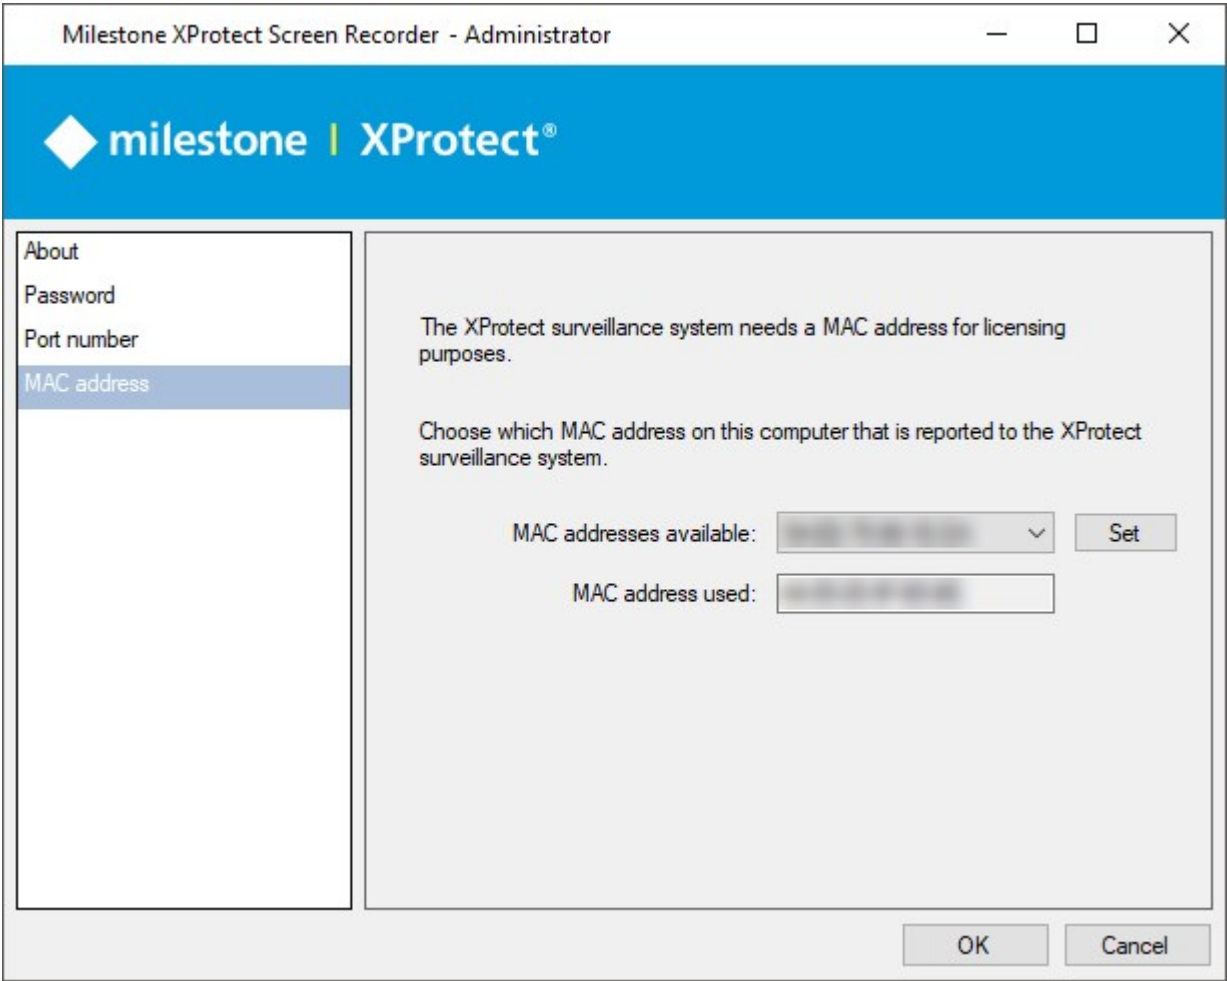 Milestone XProtect Screen Recorder - Administrator
milestone | XProtect®
About
Password
Port number
MAC address
The XProtect surveillance system needs a MAC address for licensing
purposes.
Choose which MAC address on this computer that is reported to the XProtect
surveillance system.
MAC addresses available:
Set
MAC address used:
OK
Cancel